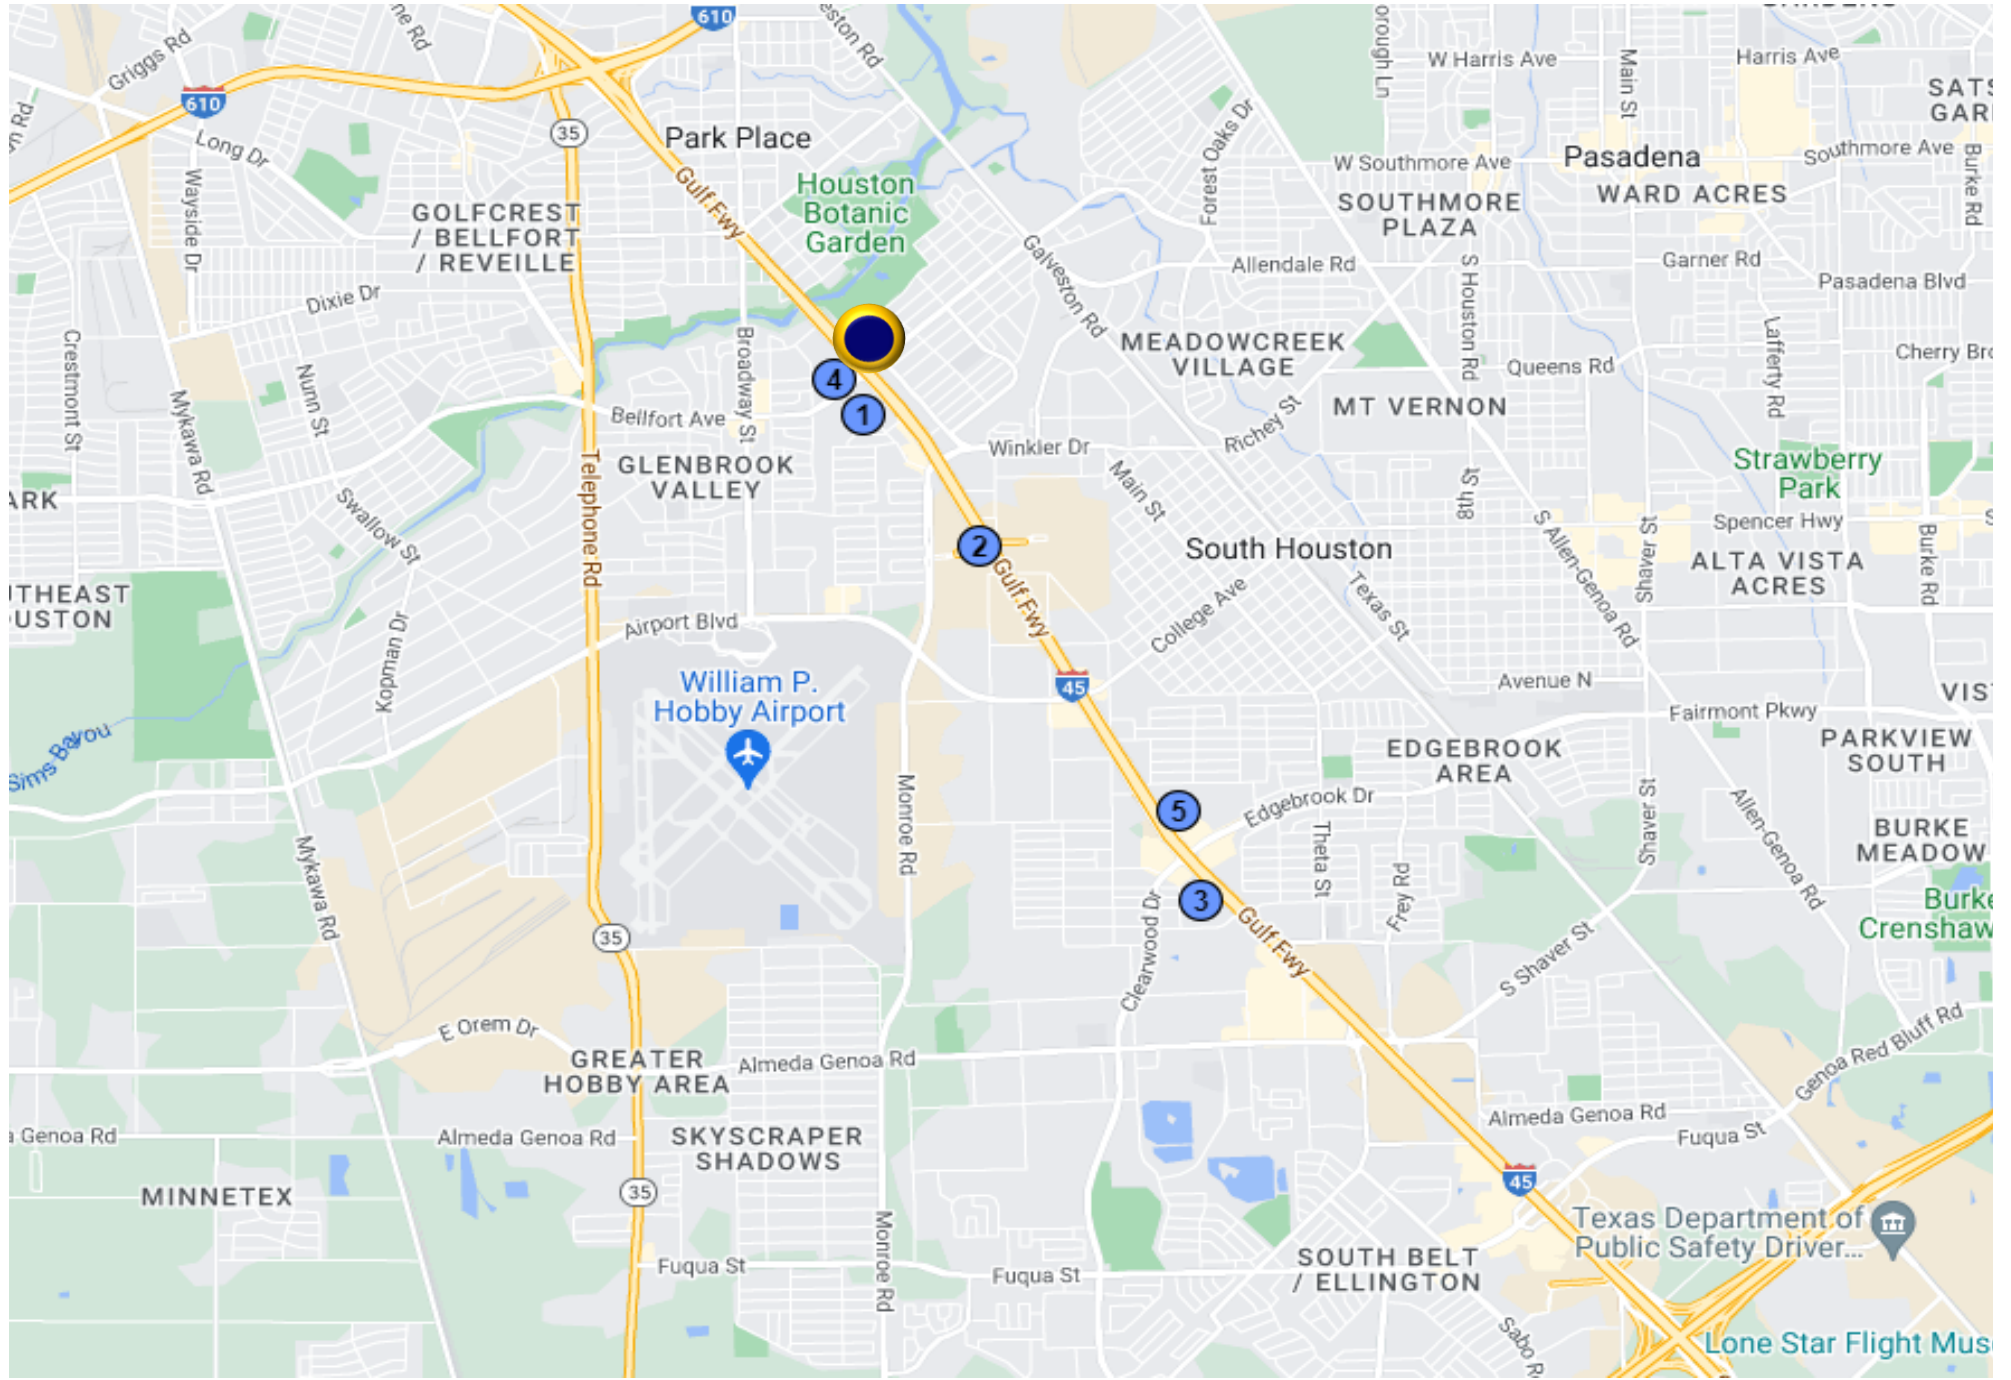 610
Griggs Rd
610
Long Dr
Wayside Dr
35
Park Place
Gulf Fwy
Houston
Botanic
Garden
GOLFCREST
/ BELLFORT
/ REVEILLE
Dixie Dr
Crestmont St
Nunn St
Mykawa Rd
Broadway St
Bellfort Ave
4
1
GLENBROOK
VALLEY
Swallow St
Telephone Rd
Kopman Dr
Airport Blvd
William P.
Hobby Airport
Sims Bayou
Forest Oaks Dr
Galveston Rd
Allendale Rd
W Harris Ave
Main St
Harris Ave
W Southmore Ave
Pasadena
Southmore Ave
WARD ACRES
Burke Rd
SOUTHMORE
PLAZA
S Houston Rd
Garner Rd
Pasadena Blvd
MEADOWCREEK
VILLAGE
Queens Rd
Lafferty Rd
MT VERNON
Richey St
Winkler Dr
Main St
8th St
Strawberry
Park
Spencer Hwy
S Allen-Genoa Rd
Shaver St
ALTA VISTA
ACRES
Burke Rd
2
Gulf Fwy
South Houston
College Ave
Texas St
45
Avenue N
Fairmont Pkwy
EDGEBROOK
AREA
PARKVIEW
SOUTH
5
Edgebrook Dr
Theta St
Frey Rd
Shaver St
Allen-Genoa Rd
BURKE
MEADOW
3
Clearwood Dr
Gulf Fwy
S Shaver St
Monroe Rd
Mykawa Rd
35
E Orem Dr
GREATER
HOBBY AREA
Almeda Genoa Rd
Genoa Red Bluff Rd
Almeda Genoa Rd
Fuqua St
a Genoa Rd
Almeda Genoa Rd
SKYSCRAPER
SHADOWS
MINNETEX
35
45
Texas Department of
Public Safety Driver...
Monroe Rd
Fuqua St
Fuqua St
SOUTH BELT
/ ELLINGTON
Lone Star Flight Mus